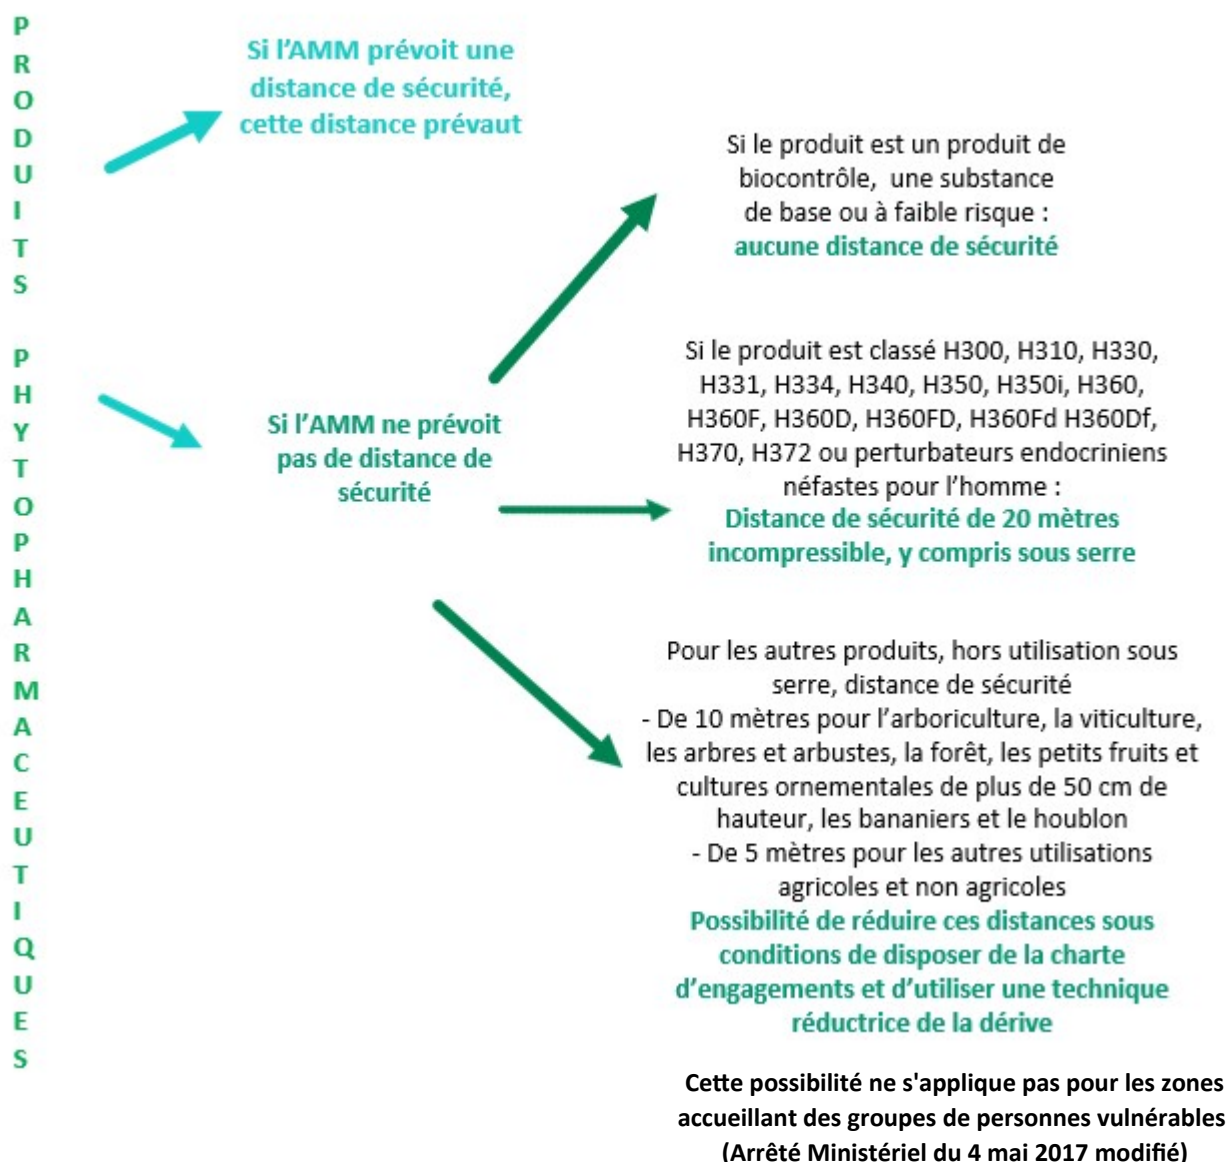 PRODUITS PHYTOPHARMACEUTIQUES
Si l'AMM prévoit une
distance de sécurité,
cette distance prévaut
Si l'AMM ne prévoit
pas de distance de
sécurité
Si le produit est un produit de
biocontrôle, une substance
de base ou à faible risque :
aucune distance de sécurité
Si le produit est classé H300, H310, H330,
H331, H334, H340, H350, H350i, H360,
H360F, H360D, H360FD, H360Fd H360Df,
H370, H372 ou perturbateurs endocriniens
néfastes pour l'homme :
Distance de sécurité de 20 mètres
incompressible, y compris sous serre
Pour les autres produits, hors utilisation sous
serre, distance de sécurité
- De 10 mètres pour l'arboriculture, la viticulture,
les arbres et arbustes, la forêt, les petits fruits et
cultures ornementales de plus de 50 cm de
hauteur, les bananiers et le houblon
- De 5 mètres pour les autres utilisations
agricoles et non agricoles
Possibilité de réduire ces distances sous
conditions de disposer de la charte
d'engagements et d'utiliser une technique
réductrice de la dérive
Cette possibilité ne s'applique pas pour les zones
accueillant des groupes de personnes vulnérables
(Arrêté Ministériel du 4 mai 2017 modifié)